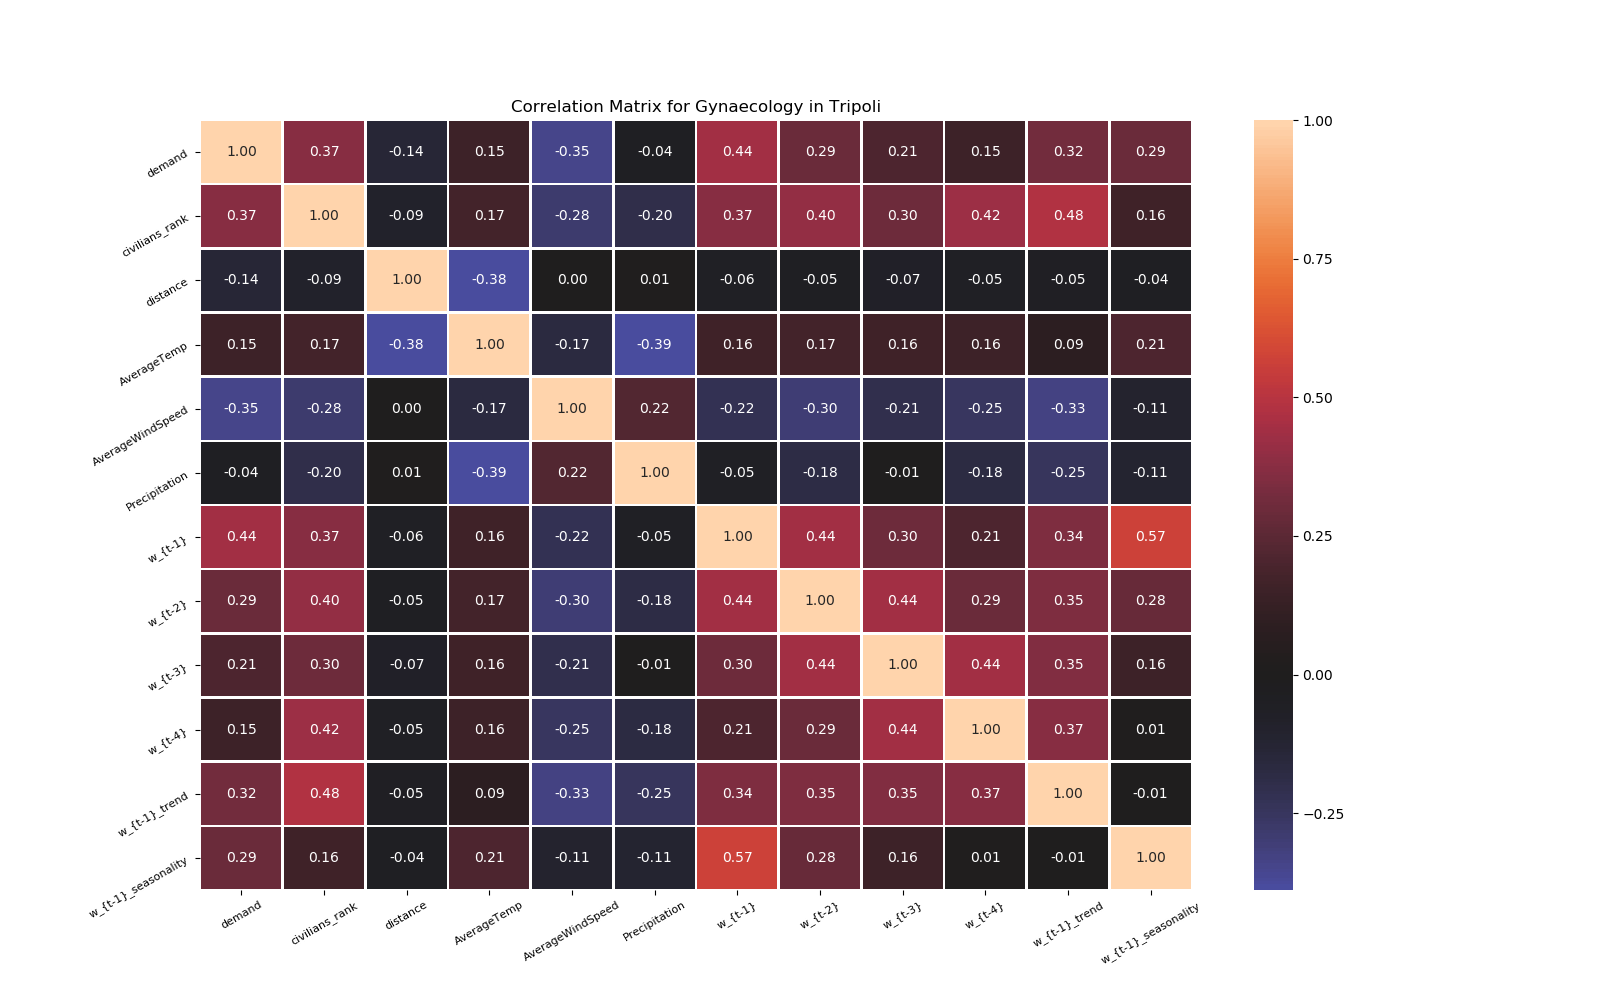 Correlation Matrix for Gynaecology in Tripoli
demand 1.00 0.37 -0.14 0.15 -0.35 -0.04 0.44 0.29 0.21 0.15 0.32 0.29
civilians_rank 0.37 1.00 -0.09 0.17 -0.28 -0.20 0.37 0.40 0.30 0.42 0.48 0.16
distance -0.14 -0.09 1.00 -0.38 0.00 0.01 -0.06 -0.05 -0.07 -0.05 -0.05 -0.04
AverageTemp 0.15 0.17 -0.38 1.00 -0.17 -0.39 0.16 0.17 0.16 0.16 0.09 0.21
AverageWindSpeed -0.35 -0.28 0.00 -0.17 1.00 0.22 -0.22 -0.30 -0.21 -0.25 -0.33 -0.11
Precipitation -0.04 -0.20 0.01 -0.39 0.22 1.00 -0.05 -0.18 -0.01 -0.18 -0.25 -0.11
w_{t-1} 0.44 0.37 -0.06 0.16 -0.22 -0.05 1.00 0.44 0.30 0.21 0.34 0.57
w_{t-2} 0.29 0.40 -0.05 0.17 -0.30 -0.18 0.44 1.00 0.44 0.29 0.35 0.28
w_{t-3} 0.21 0.30 -0.07 0.16 -0.21 -0.01 0.30 0.44 1.00 0.44 0.35 0.16
w_{t-4} 0.15 0.42 -0.05 0.16 -0.25 -0.18 0.21 0.29 0.44 1.00 0.37 0.01
w_{t-1}_trend 0.32 0.48 -0.05 0.09 -0.33 -0.25 0.34 0.35 0.35 0.37 1.00 -0.01
w_{t-1}_seasonality 0.29 0.16 -0.04 0.21 -0.11 -0.11 0.57 0.28 0.16 0.01 -0.01 1.00
demand civilians_rank distance AverageTemp AverageWindSpeed Precipitation w_{t-1} w_{t-2} w_{t-3} w_{t-4} w_{t-1}_trend w_{t-1}_seasonality
1.00
0.75
0.50
0.25
0.00
−0.25